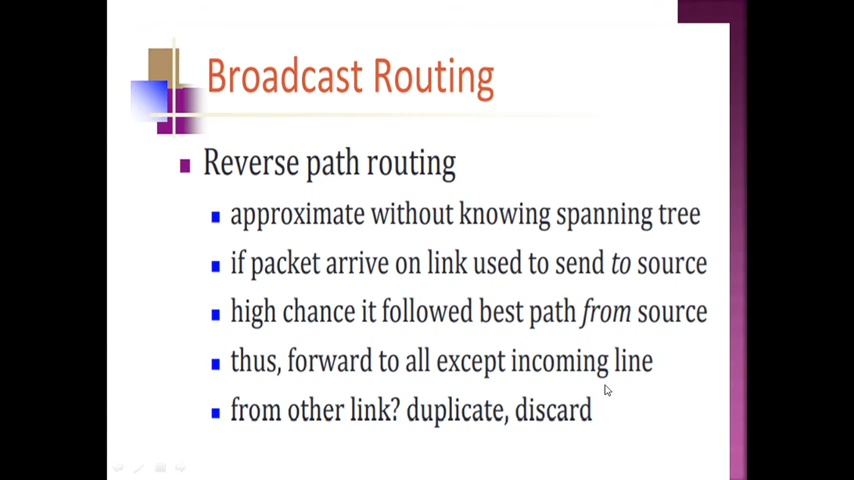 Broadcast Routing
Reverse path routing
approximate without knowing spanning tree
if packet arrive on link used to send to source
high chance it followed best path from source
thus, forward to all except incoming line
from other link? duplicate, discard